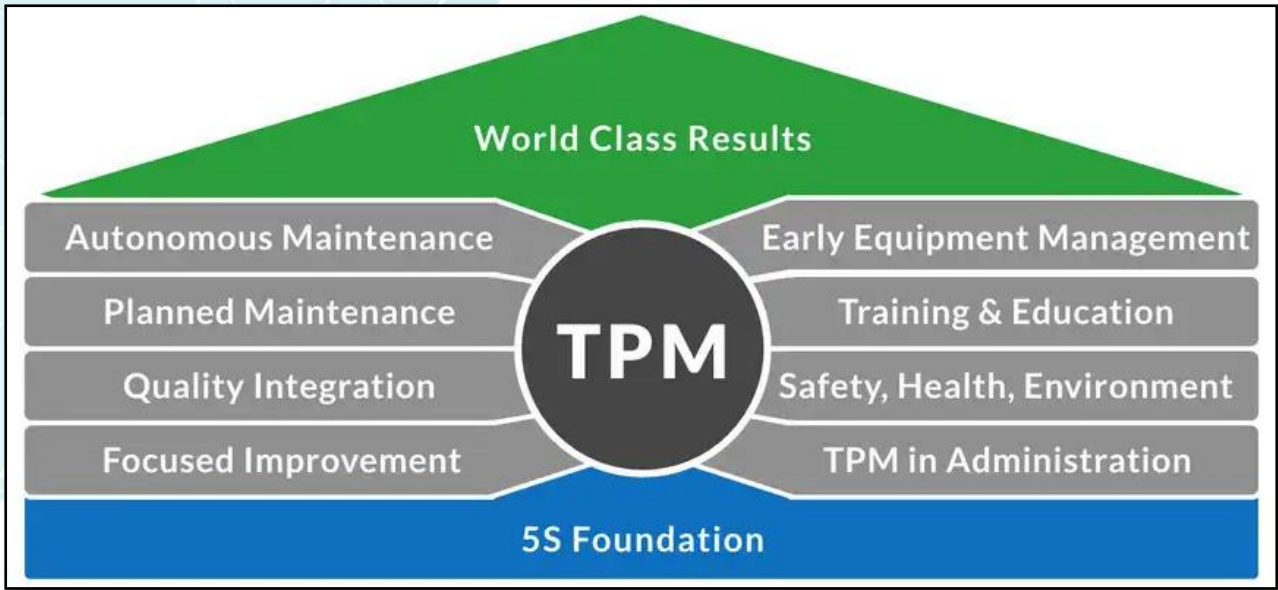 World Class Results
Autonomous Maintenance
Planned Maintenance
Quality Integration
Focused Improvement
TPM
Early Equipment Management
Training & Education
Safety, Health, Environment
TPM in Administration
5S Foundation